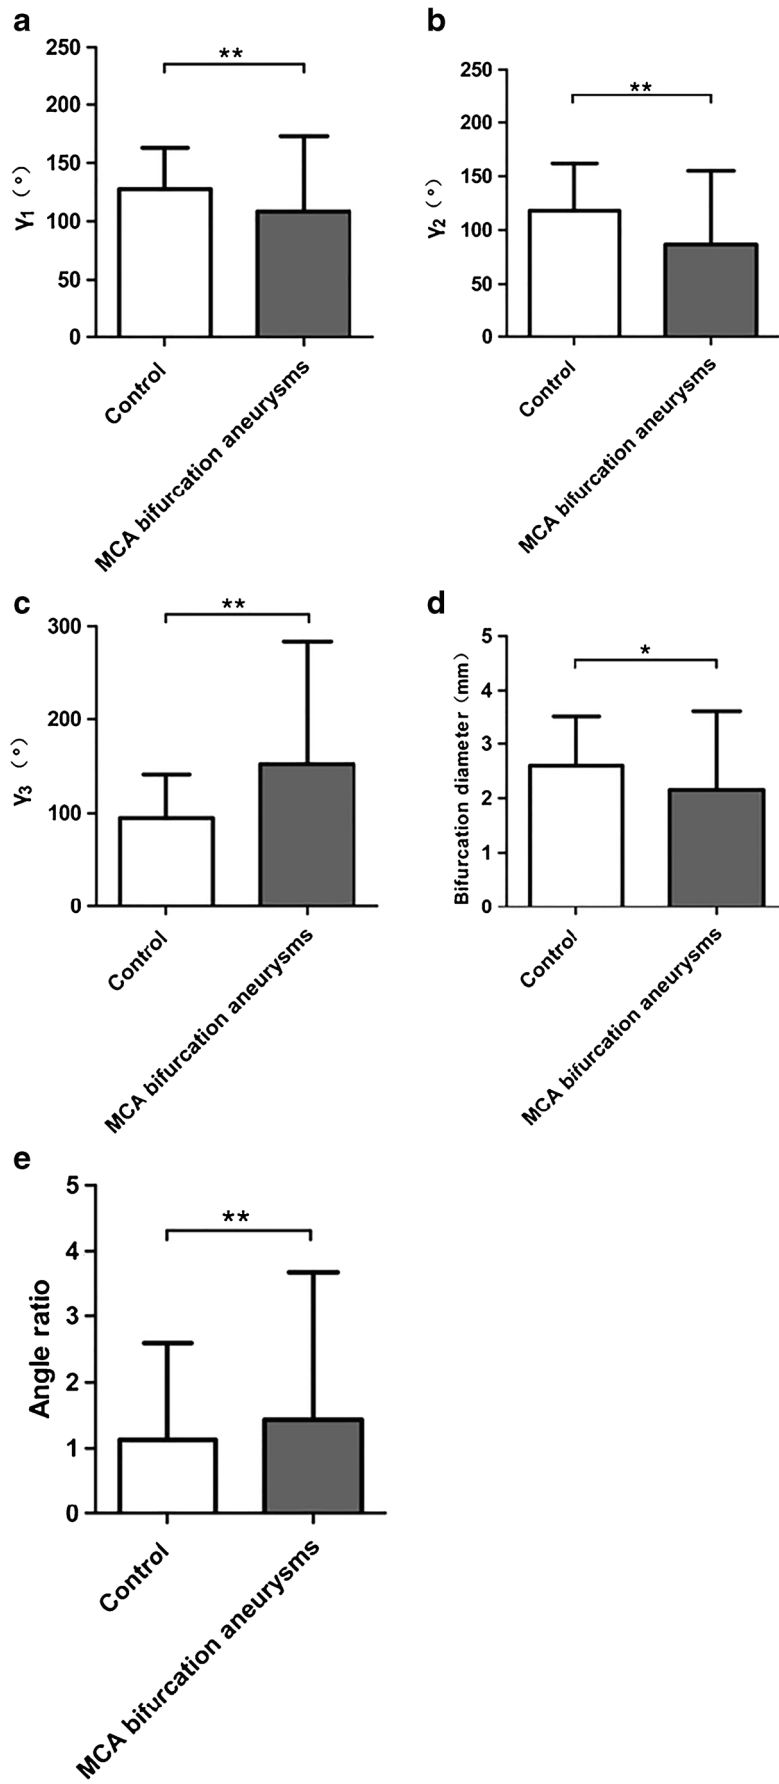 a
**
250
200
150
100
50
0
γ1 (°)
Control
MCA bifurcation aneurysms
b
**
250
200
150
100
50
0
γ2 (°)
Control
MCA bifurcation aneurysms
c
**
300
200
100
0
γ3 (°)
Control
MCA bifurcation aneurysms
d
*
5
4
3
2
1
0
Bifurcation diameter (mm)
Control
MCA bifurcation aneurysms
e
**
5
4
3
2
1
0
Angle ratio
Control
MCA bifurcation aneurysms